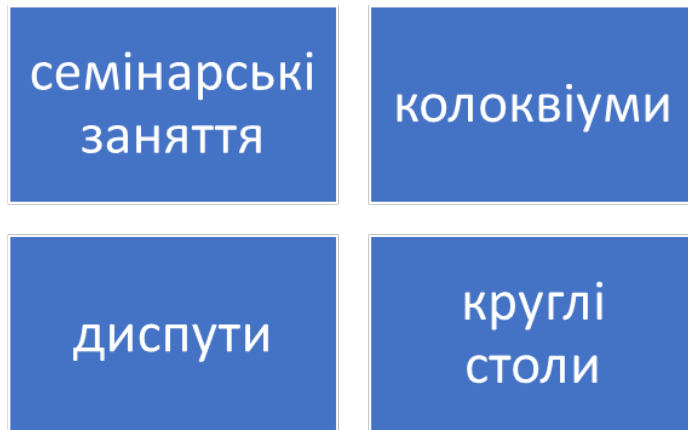 семінарські
заняття
колоквіуми
диспути
круглі
столи